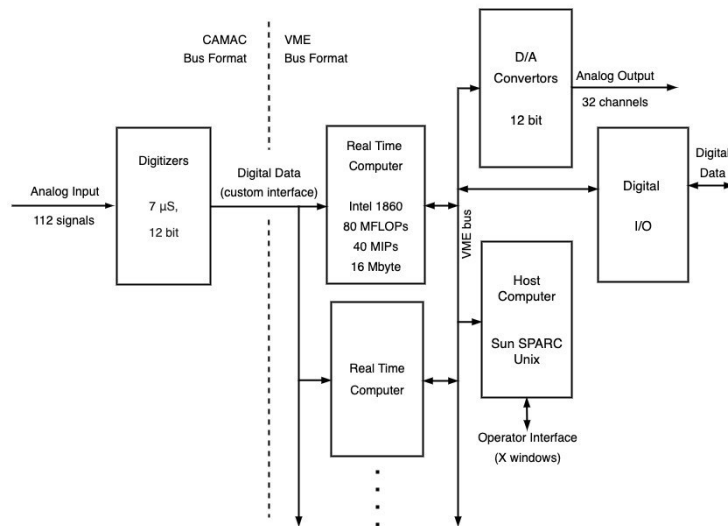 CAMAC
Bus Format
VME
Bus Format
D/A
Convertors
12 bit
Analog Output
32 channels
Digitizers
7 µS,
12 bit
Analog Input
112 signals
Digital Data
(custom interface)
Real Time
Computer
Intel 1860
80 MFLOPs
40 MIPs
16 Mbyte
Digital
I/O
Digital
Data
VME bus
Host
Computer
Sun SPARC
Unix
Real Time
Computer
Operator Interface
(X windows)